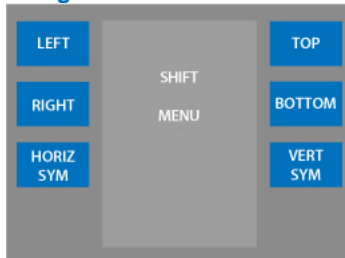 LEFT
RIGHT
HORIZ
SYM
SHIFT
MENU
TOP
BOTTOM
VERT
SYM